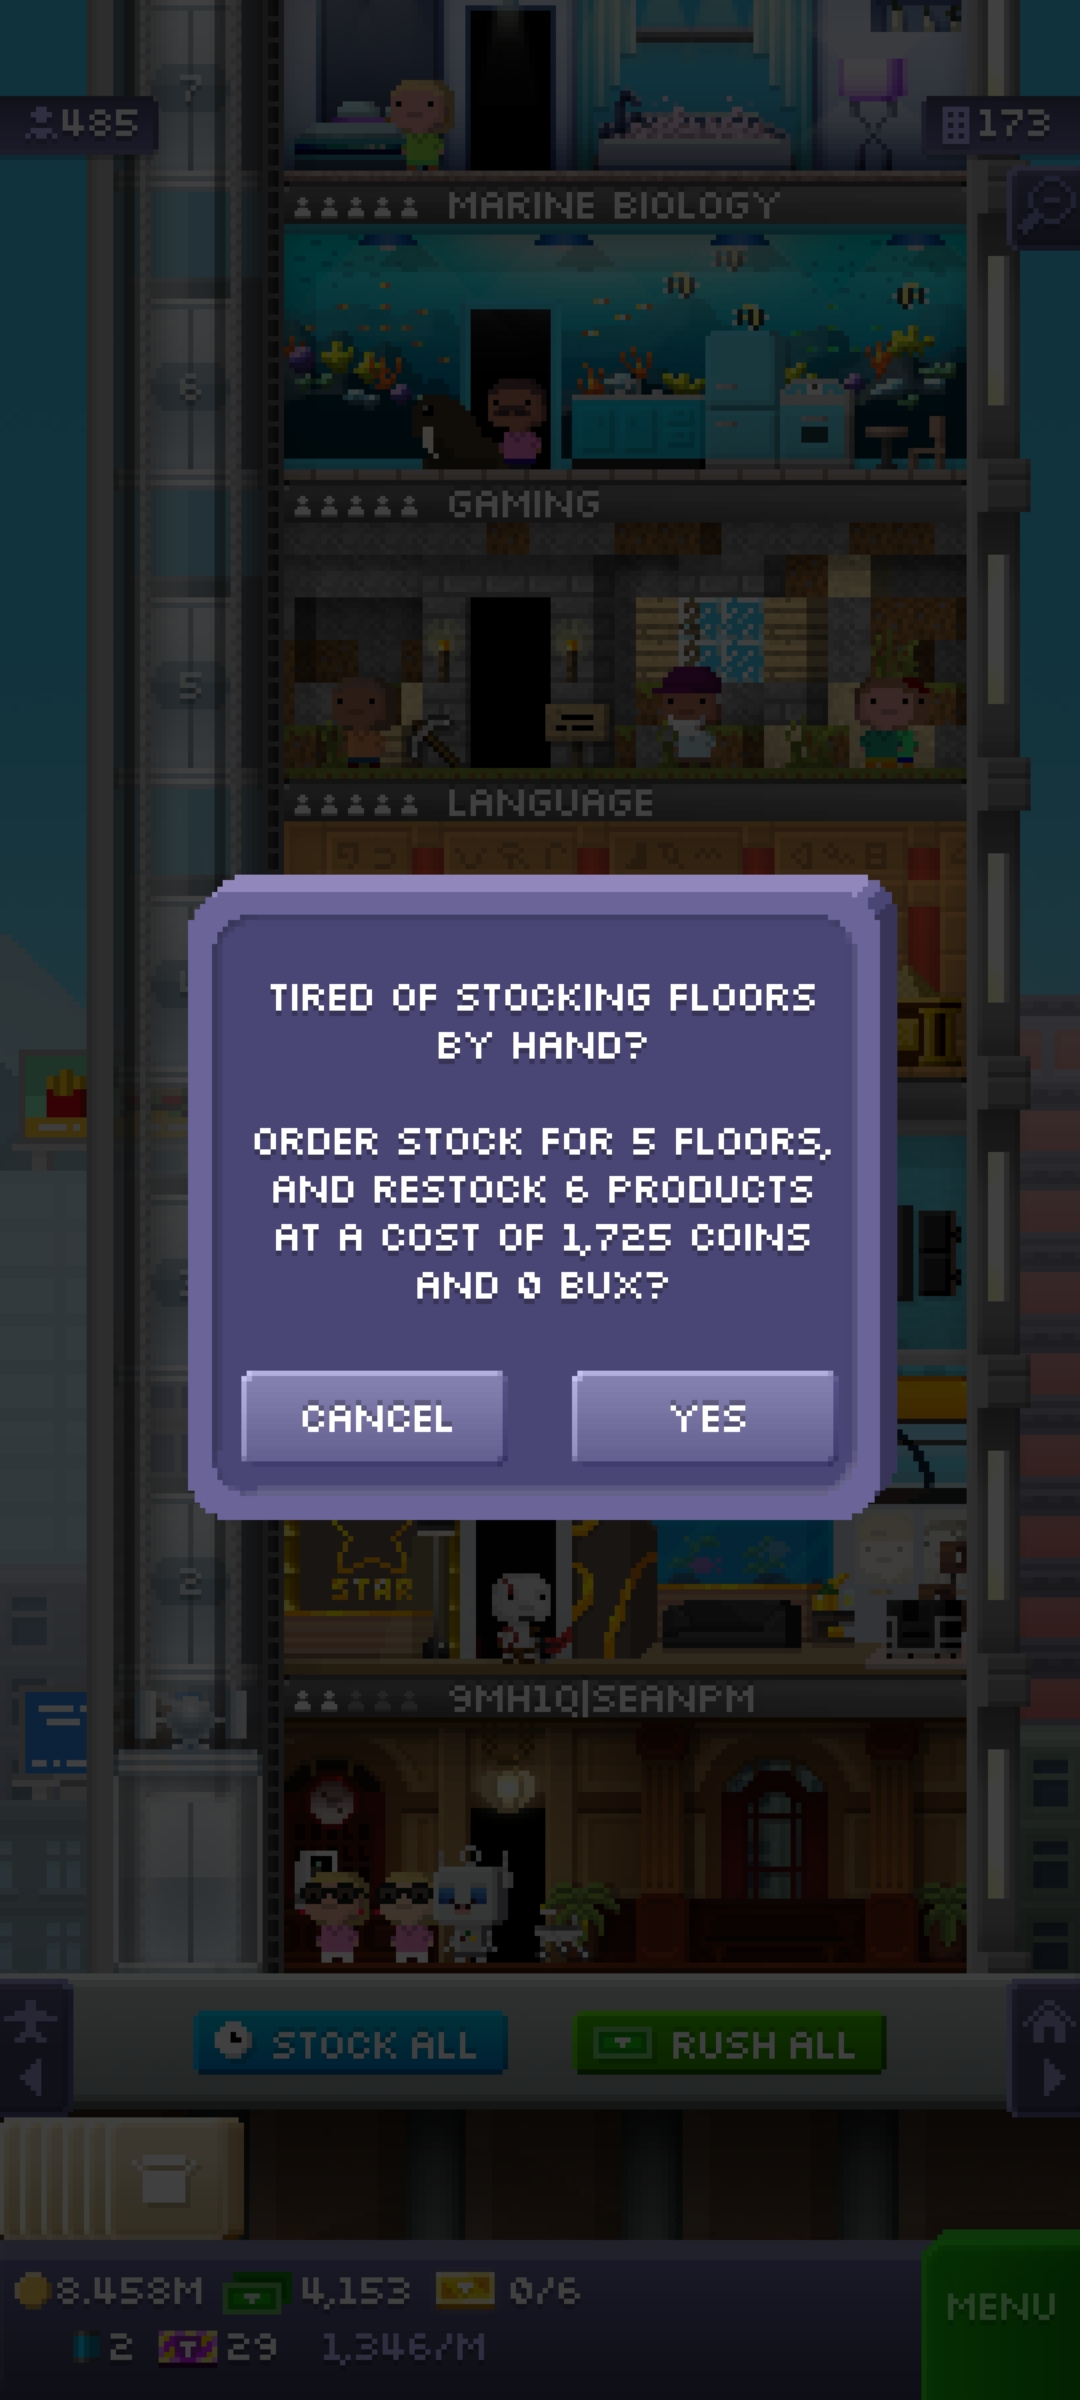 7
485
173
MARINE BIOLOGY
6
GAMING
5
LANGUAGE
TIRED OF STOCKING FLOORS
BY HAND?
ORDER STOCK FOR 5 FLOORS,
AND RESTOCK 6 PRODUCTS
AT A COST OF 1,725 COINS
AND 0 BUX?
CANCEL
YES
2
STAR
9MH1Q|SEANPM
STOCK ALL
RUSH ALL
8.458M 4,153 0/6
2 29 1,346/M
MENU